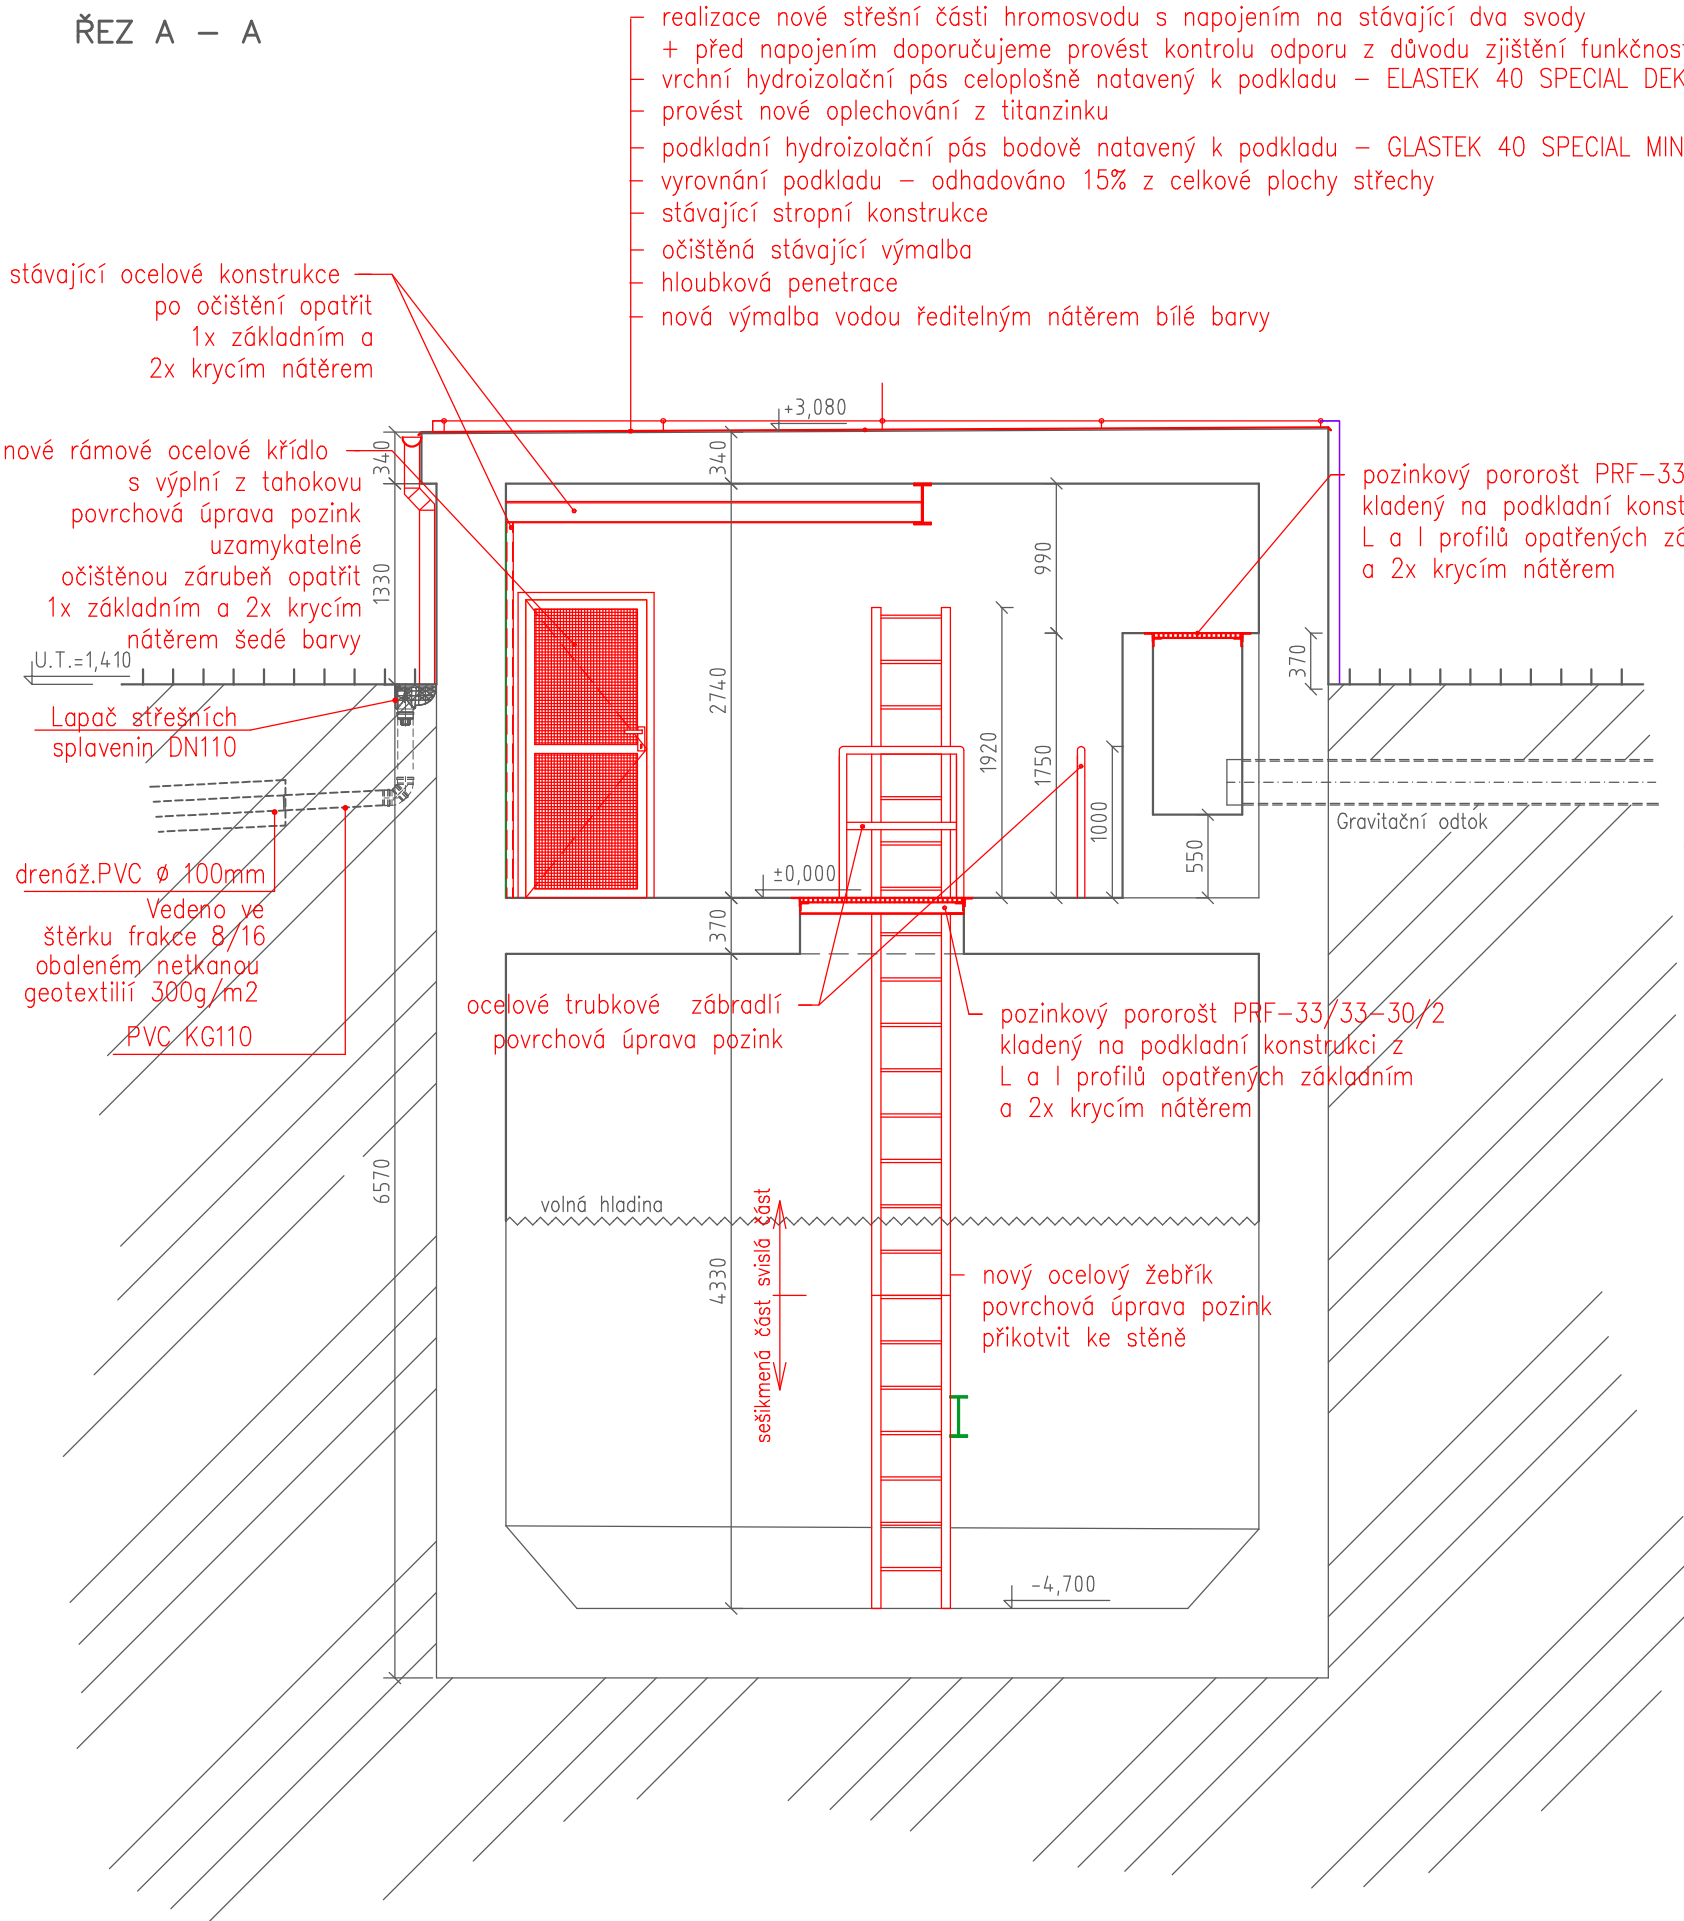 ŘEZ A – A
realizace nové střešní části hromosvodu s napojením na stávající dva svody
+ před napojením doporučujeme provést kontrolu odporu z důvodu zjištění
vrchní hydroizolační pás celoplošně natavený k podkladu – ELASTEK 40 SPECIAL DEK
provést nové oplechování z titanzinku
podkladní hydroizolační pás bodově natavený k podkladu – GLASTEK 40 SPECIAL MIN
vyrovnání podkladu – odhadováno 15% z celkové plochy střechy
stávající stropní konstrukce
očištěná stávající výmalba
hloubková penetrace
nová výmalba vodou ředitelným nátěrem bílé barvy
stávající ocelové konstrukce
po očištění opatřit
1x základním a
2x krycím nátěrem
+3,080
nové rámové ocelové křídlo
s výplní z tahokovu
povrchová úprava pozink
uzamykatelné
očištěnou zárubeň opatřit
1x základním a 2x krycím
nátěrem šedé barvy
340
340
1330
990
pozinkový pororošt PRF–33
kladený na podkladní
L a I profilů opatřených
a 2x krycím nátěrem
U.T.=1,410
370
2740
1920
1750
1000
550
Lapač střešních
splavenin DN110
Gravitační odtok
±0,000
drenáž.PVC Ø 100mm
Vedeno ve
štěrku frakce 8/16
obaleném netkanou
geotextilií 300g/m2
PVC KG110
370
ocelové trubkové zábradlí
povrchová úprava pozink
pozinkový pororošt PRF–33/33–30/2
kladený na podkladní konstrukci z
L a I profilů opatřených základním
a 2x krycím nátěrem
6570
volná hladina
4330
sešikmená část
svislá část
nový ocelový žebřík
povrchová úprava pozink
přikotvit ke stěně
–4,700